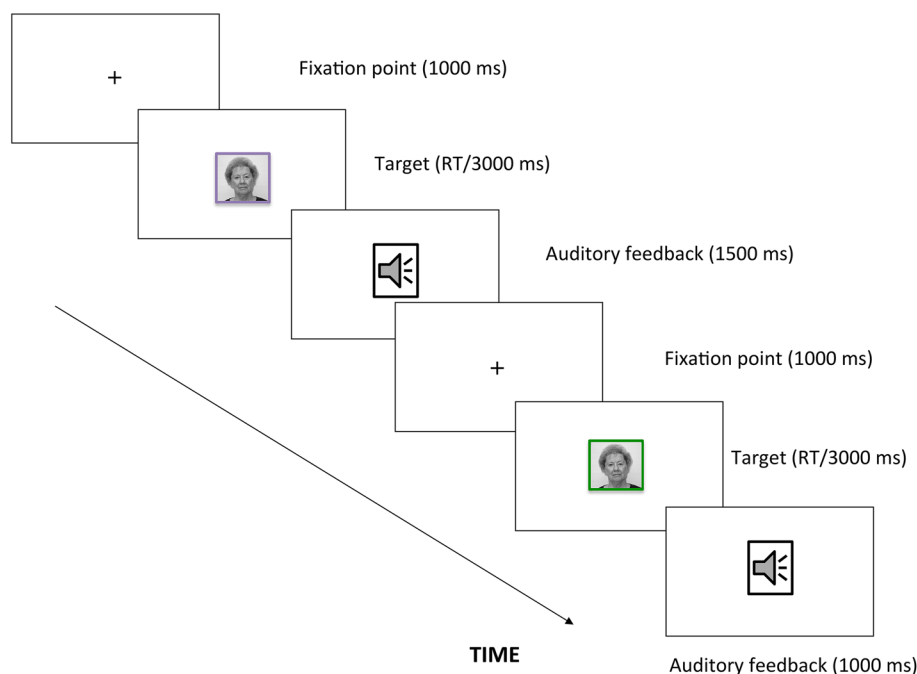 Fixation point (1000 ms)
Target (RT/3000 ms)
Auditory feedback (1500 ms)
Fixation point (1000 ms)
Target (RT/3000 ms)
TIME
Auditory feedback (1000 ms)